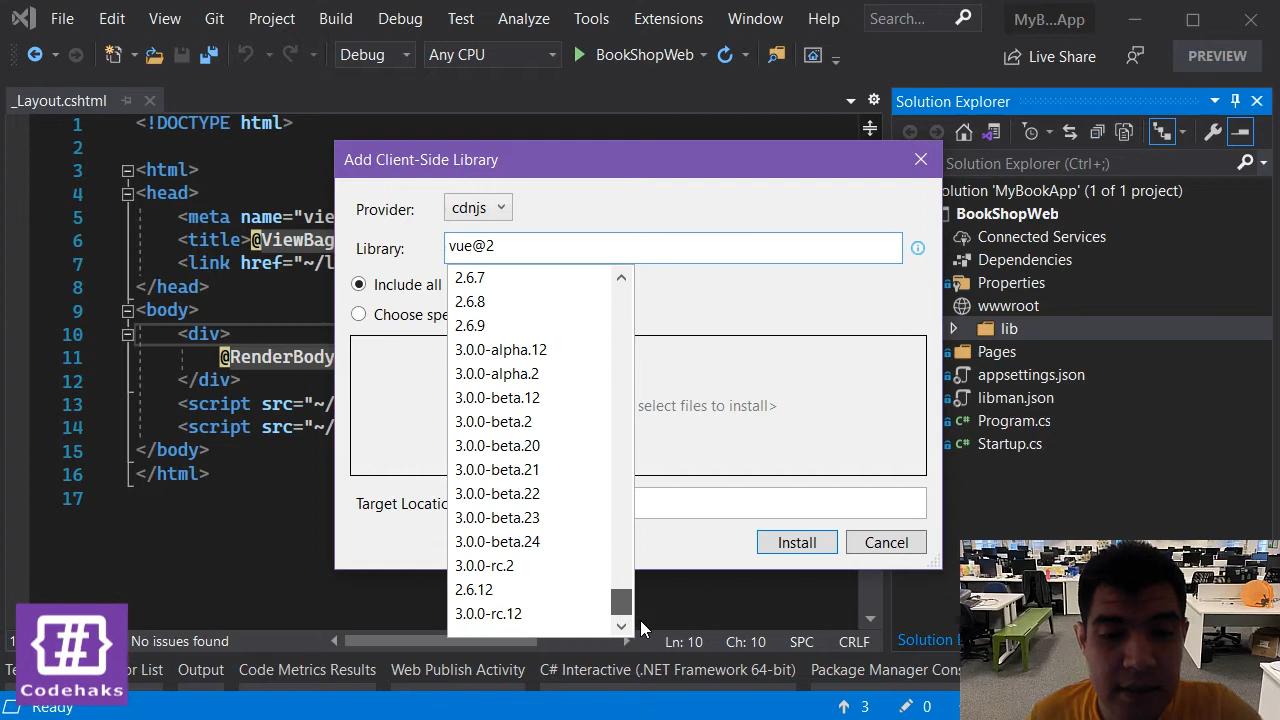 File Edit View Git Project Build Debug Test Analyze Tools Extensions Window Help Search... MyB...App
Debug Any CPU BookShopWeb Live Share PREVIEW
_Layout.cshtml
1 <!DOCTYPE html>
2
3 <html>
4 <head>
5 <meta name="vie
6 <title>@ViewBag
7 <link href="~/l
8 </head>
9 <body>
10 <div>
11 @RenderBody
12 </div>
13 <script src="~/
14 <script src="~/
15 </body>
16 </html>
17
Add Client-Side Library
Provider: cdnjs
Library: vue@2
Include all
Choose spe
2.6.7
2.6.8
2.6.9
3.0.0-alpha.12
3.0.0-alpha.2
3.0.0-beta.12
3.0.0-beta.2
3.0.0-beta.20
3.0.0-beta.21
3.0.0-beta.22
3.0.0-beta.23
3.0.0-beta.24
3.0.0-rc.2
2.6.12
3.0.0-rc.12
select files to install>
Target Locatio
Install Cancel
Solution Explorer
Search Solution Explorer (Ctrl+;)
olution 'MyBookApp' (1 of 1 project)
BookShopWeb
Connected Services
Dependencies
Properties
wwwroot
lib
Pages
appsettings.json
libman.json
Program.cs
Startup.cs
No issues found Ln: 10 Ch: 10 SPC CRLF
Solution
or List Output Code Metrics Results Web Publish Activity C# Interactive (.NET Framework 64-bit) Package Manager Cons
Ready 3 0
Codehaks